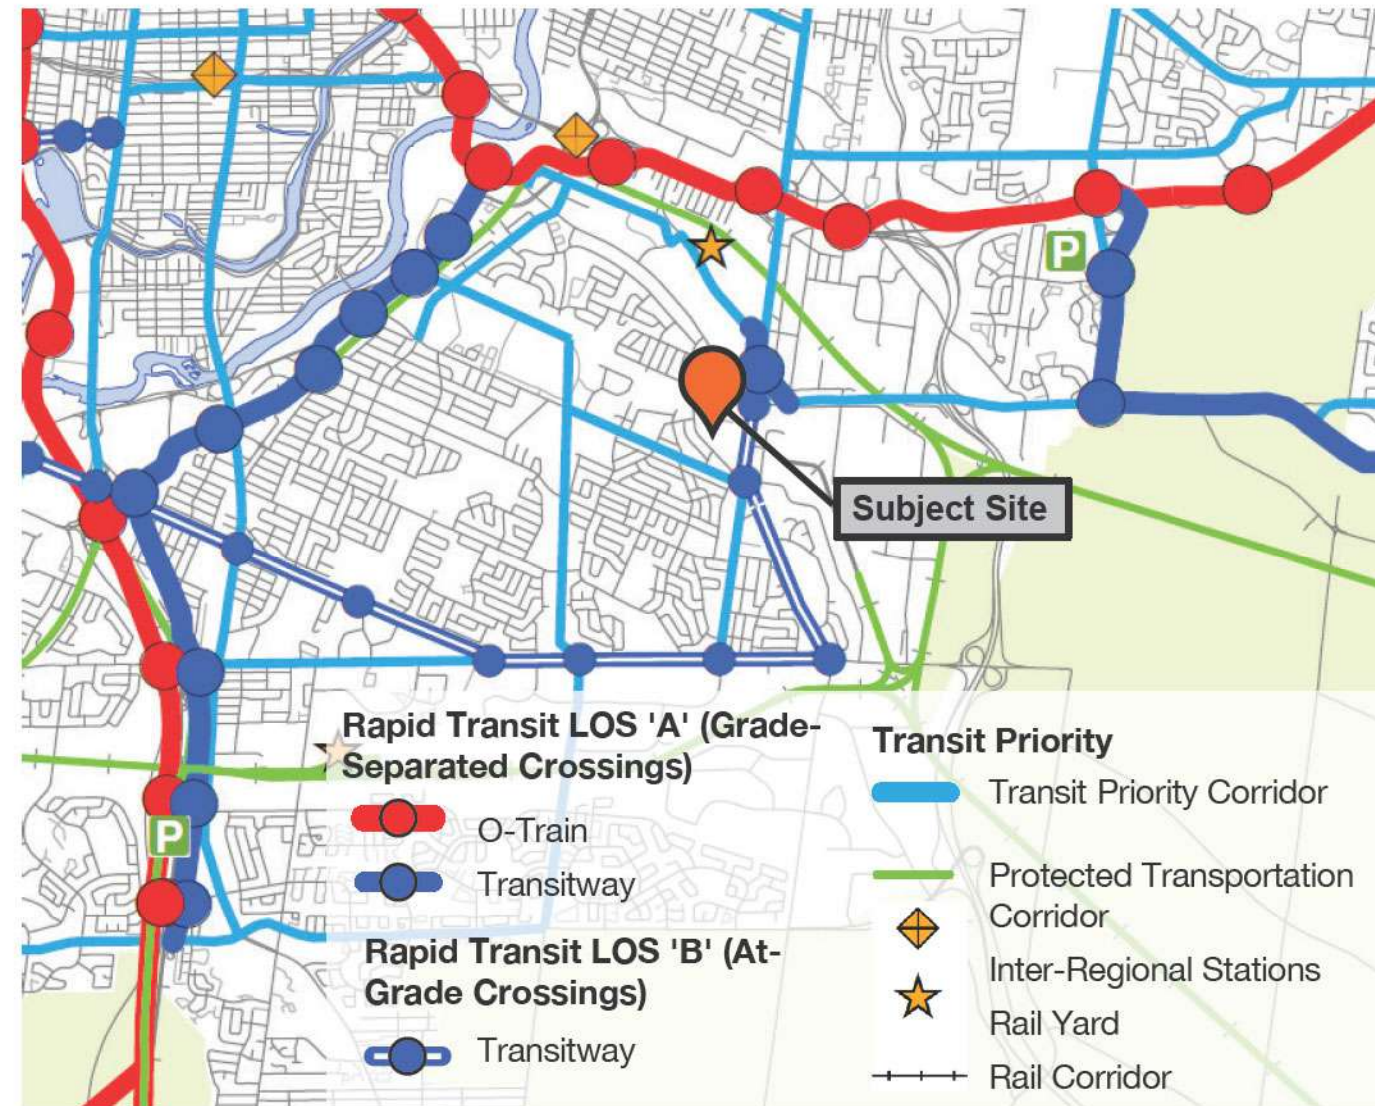 P
Subject Site
Rapid Transit LOS 'A' (Grade-
Separated Crossings)
O-Train
Transitway
Rapid Transit LOS 'B' (At-
Grade Crossings)
Transitway
P
Transit Priority
Transit Priority Corridor
Protected Transportation
Corridor
Inter-Regional Stations
Rail Yard
Rail Corridor